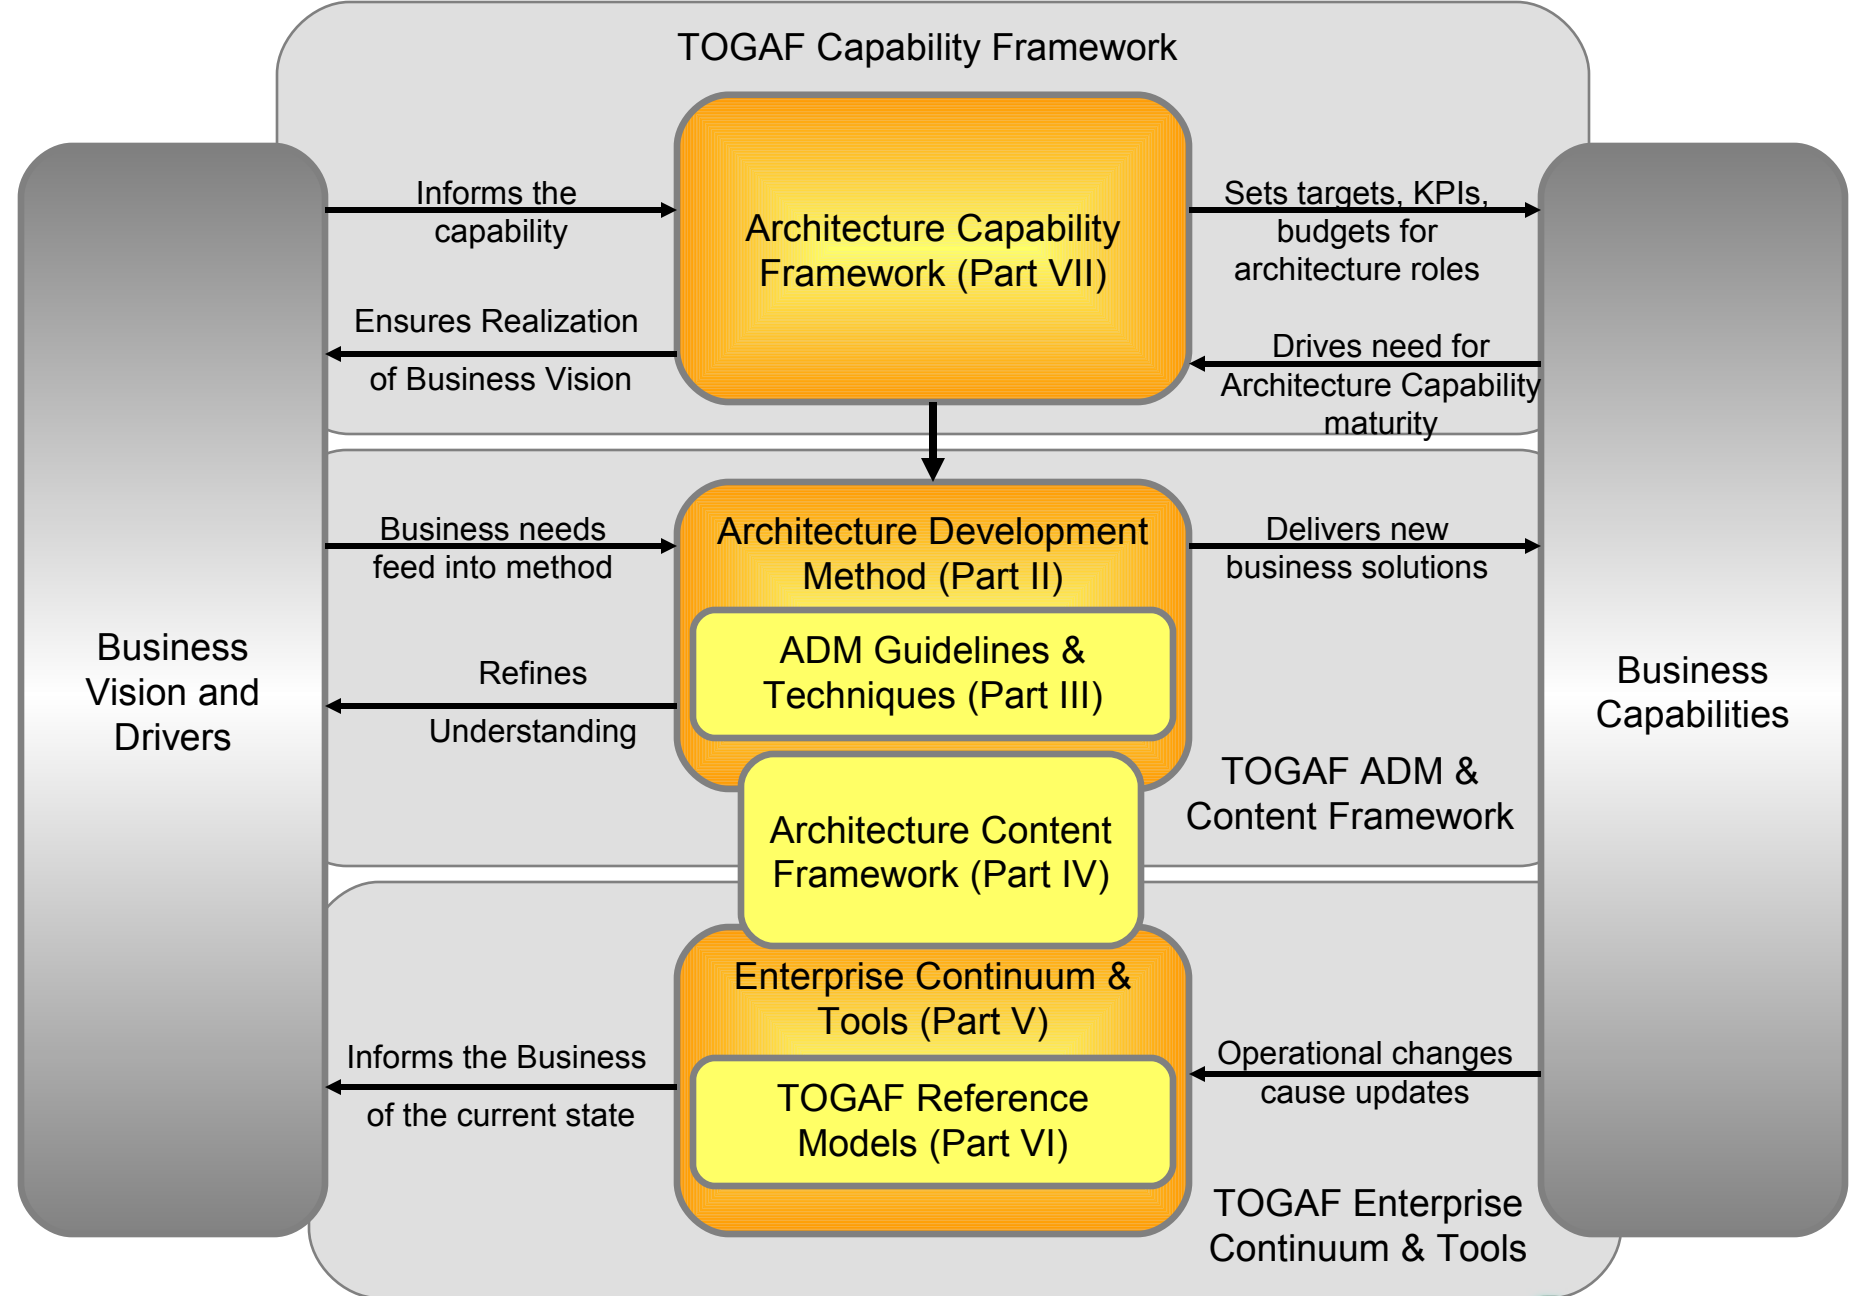 TOGAF Capability Framework
Informs the
capability
Ensures Realization
of Business Vision
Architecture Capability
Framework (Part VII)
Sets targets, KPIs,
budgets for
architecture roles
Drives need for
Architecture Capability
maturity
Business needs
feed into method
Refines
Understanding
Architecture Development
Method (Part II)
ADM Guidelines &
Techniques (Part III)
Delivers new
business solutions
Business
Vision and
Drivers
Business
Capabilities
TOGAF ADM &
Content Framework
Architecture Content
Framework (Part IV)
Enterprise Continuum &
Tools (Part V)
TOGAF Reference
Models (Part VI)
Informs the Business
of the current state
Operational changes
cause updates
TOGAF Enterprise
Continuum & Tools